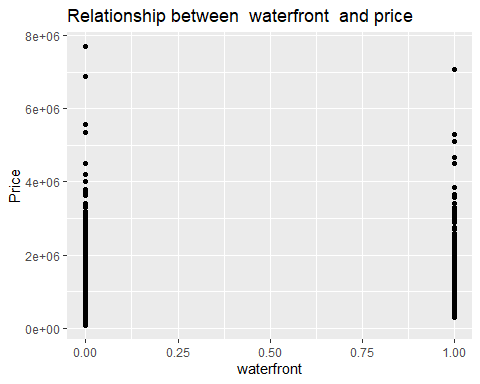 Relationship between  waterfront  and price
8e+06
6e+06
4e+06
2e+06
0e+00
Price
0.00 0.25 0.50 0.75 1.00
waterfront